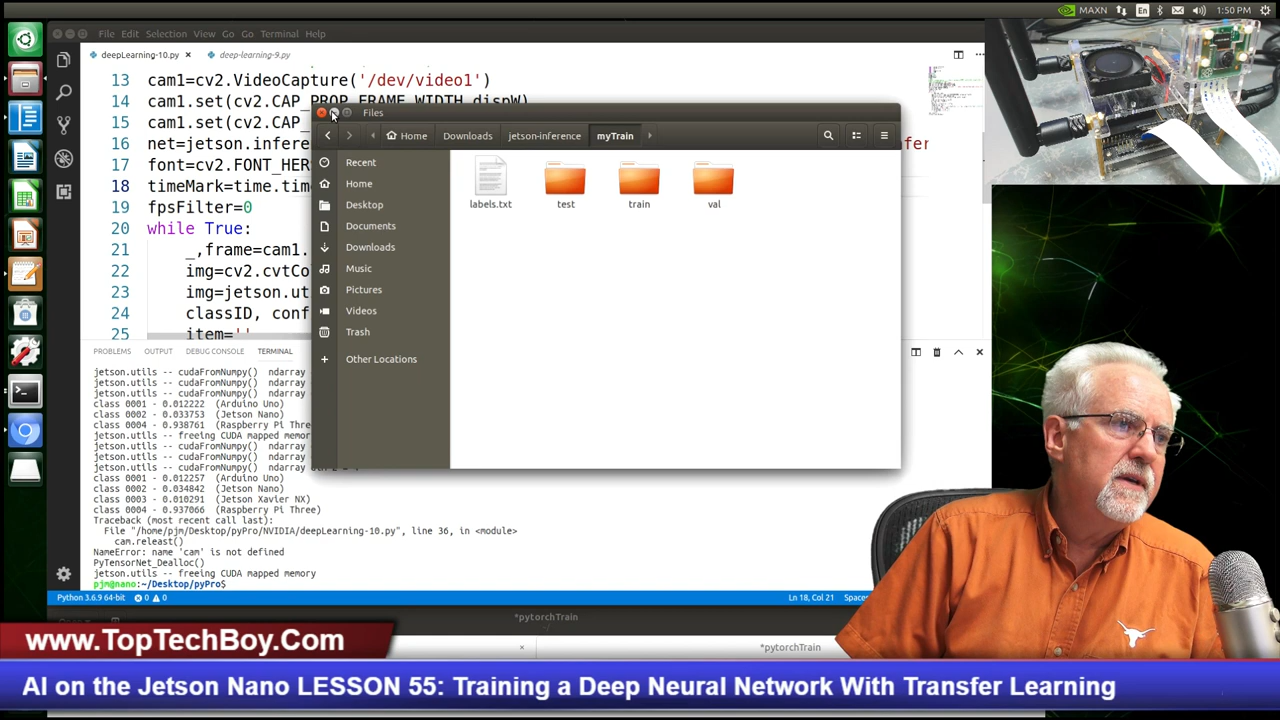 MAXN
En
1:50 PM
File Edit Selection View Go Go Terminal Help
deepLearning-10.py
deep-learning-9.py
13 cam1=cv2.VideoCapture('/dev/video1')
14 cam1.set(cv2.CAP_PROP_FRAME_WIDTH,dispW)
15 cam1.set(cv2.CAP_
16 net=jetson.infere
17 font=cv2.FONT_HER
18 timeMark=time.tim
19 fpsFilter=0
20 while True:
21 _,frame=cam1.
22 img=cv2.cvtCo
23 img=jetson.ut
24 classID, conf
25 item=''
Files
Home
Downloads
jetson-inference
myTrain
Recent
Home
Desktop
Documents
Downloads
Music
Pictures
Videos
Trash
Other Locations
labels.txt
test
train
val
PROBLEMS OUTPUT DEBUG CONSOLE TERMINAL
jetson.utils -- cudaFromNumpy() ndarray
jetson.utils -- cudaFromNumpy() ndarray
jetson.utils -- cudaFromNumpy() ndarray
class 0001 - 0.012222 (Arduino Uno)
class 0002 - 0.033753 (Jetson Nano)
class 0004 - 0.938761 (Raspberry Pi Three)
jetson.utils -- freeing CUDA mapped memory
jetson.utils -- cudaFromNumpy() ndarray
jetson.utils -- cudaFromNumpy() ndarray
jetson.utils -- cudaFromNumpy() ndarray
class 0001 - 0.012257 (Arduino Uno)
class 0002 - 0.034842 (Jetson Nano)
class 0003 - 0.010291 (Jetson Xavier NX)
class 0004 - 0.937066 (Raspberry Pi Three)
Traceback (most recent call last):
File "/home/pjm/Desktop/pyPro/NVIDIA/deepLearning-10.py", line 36, in <module>
cam.releast()
NameError: name 'cam' is not defined
PyTensorNet_Dealloc()
jetson.utils -- freeing CUDA mapped memory
pjm@nano:~/Desktop/pyPro$
Python 3.6.9 64-bit 0 0
Ln 18, Col 21 Spaces
*pytorchTrain
*pytorchTrain
www.TopTechBoy.Com
AI on the Jetson Nano LESSON 55: Training a Deep Neural Network With Transfer Learning